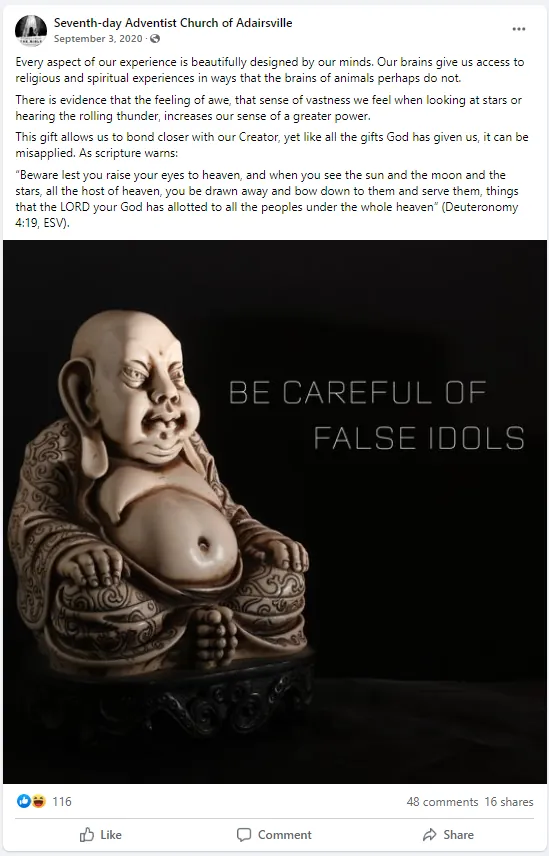 Seventh-day Adventist Church of Adairsville
September 3, 2020 ·
Every aspect of our experience is beautifully designed by our minds. Our brains give us access to
religious and spiritual experiences in ways that the brains of animals perhaps do not.
There is evidence that the feeling of awe, that sense of vastness we feel when looking at stars or
hearing the rolling thunder, increases our sense of a greater power.
This gift allows us to bond closer with our Creator, yet like all the gifts God has given us, it can be
misapplied. As scripture warns:
“Beware lest you raise your eyes to heaven, and when you see the sun and the moon and the
stars, all the host of heaven, you be drawn away and bow down to them and serve them, things
that the LORD your God has allotted to all the peoples under the whole heaven” (Deuteronomy
4:19, ESV).
BE CAREFUL OF
FALSE IDOLS
116
48 comments 16 shares
Like Comment Share